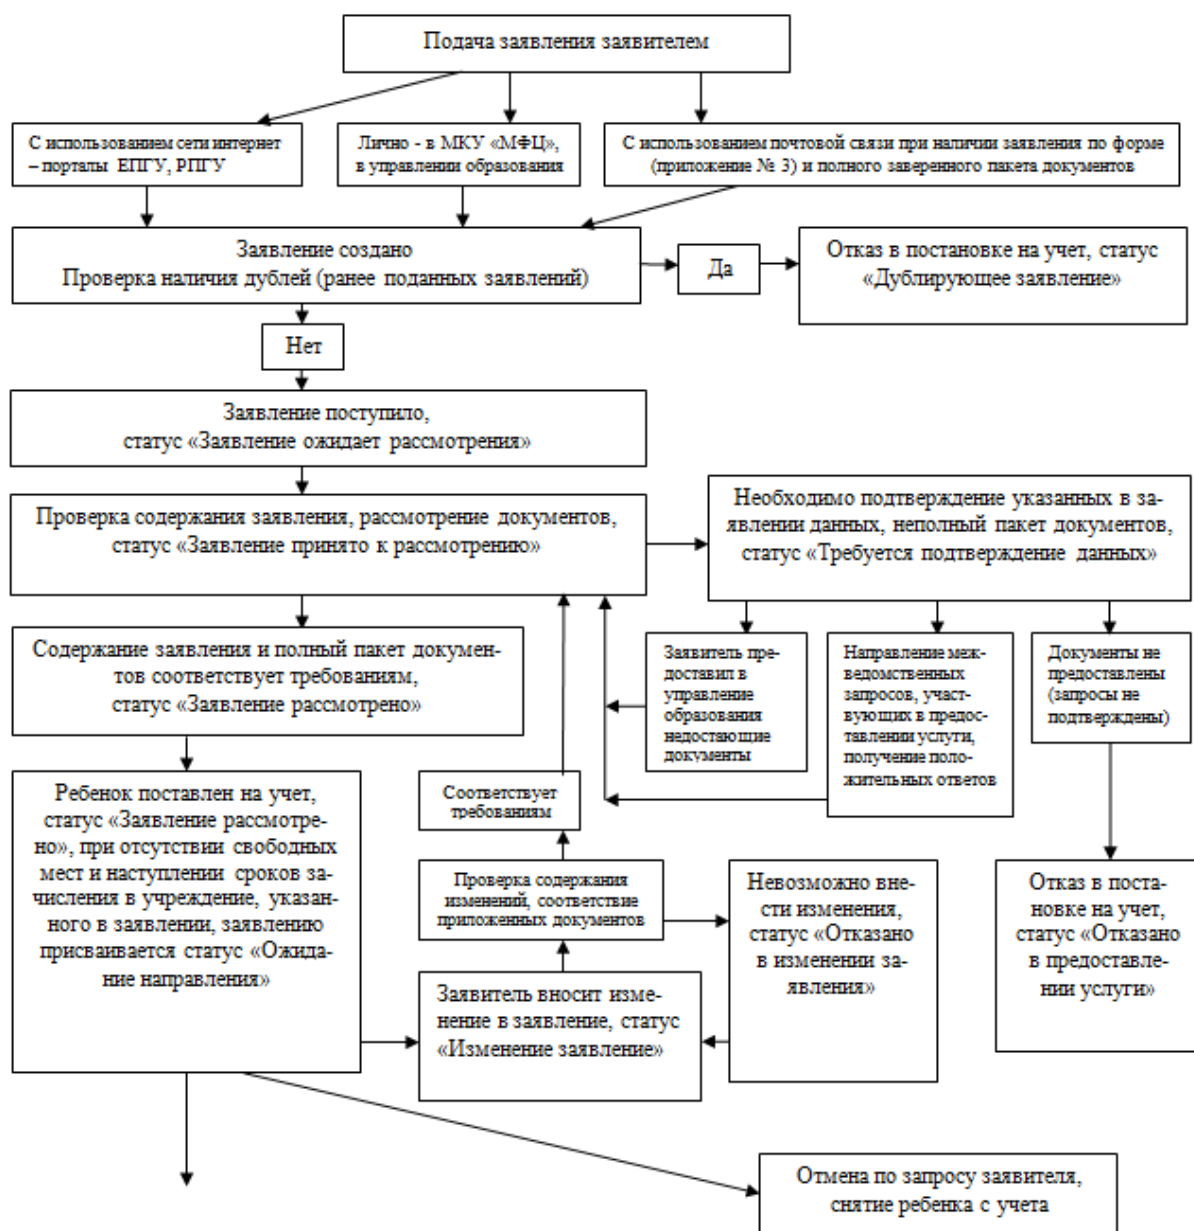 Подача заявления заявителем
С использованием сети интернет
– порталы ЕПГУ, РПГУ
Лично - в МКУ «МФЦ»,
в управлении образования
С использованием почтовой связи при наличии заявления по форме
(приложение № 3) и полного заверенного пакета документов
Заявление создано
Проверка наличия дублей (ранее поданных заявлений)
Да
Отказ в постановке на учет, статус
«Дублирующее заявление»
Нет
Заявление поступило,
статус «Заявление ожидает рассмотрения»
Проверка содержания заявления, рассмотрение документов,
статус «Заявление принято к рассмотрению»
Необходимо подтверждение указанных в за-
явлении данных, неполный пакет документов,
статус «Требуется подтверждение данных»
Содержание заявления и полный пакет докумен-
тов соответствует требованиям,
статус «Заявление рассмотрено»
Заявитель пре-
доставил в
управление
образования
недостающие
документы
Направление меж-
ведомственных
запросов, участ-
вующих в предос-
тавлении услуги,
получение поло-
жительных ответов
Документы не
предоставлены
(запросы не
подтверждены)
Ребенок поставлен на учет,
статус «Заявление рассмотре-
но», при отсутствии свободных
мест и наступлении сроков за-
числения в учреждение, указан-
ного в заявлении, заявлению
присваивается статус «Ожида-
ние направления»
Соответствует
требованиям
Проверка содержания
изменений, соответствие
приложенных документов
Невозможно вне-
сти изменения,
статус «Отказано
в изменении за-
явления»
Отказ в поста-
новке на учет,
статус «Отказано
в предоставле-
нии услуги»
Заявитель вносит изме-
нение в заявление, статус
«Изменение заявление»
Отмена по запросу заявителя,
снятие ребенка с учета